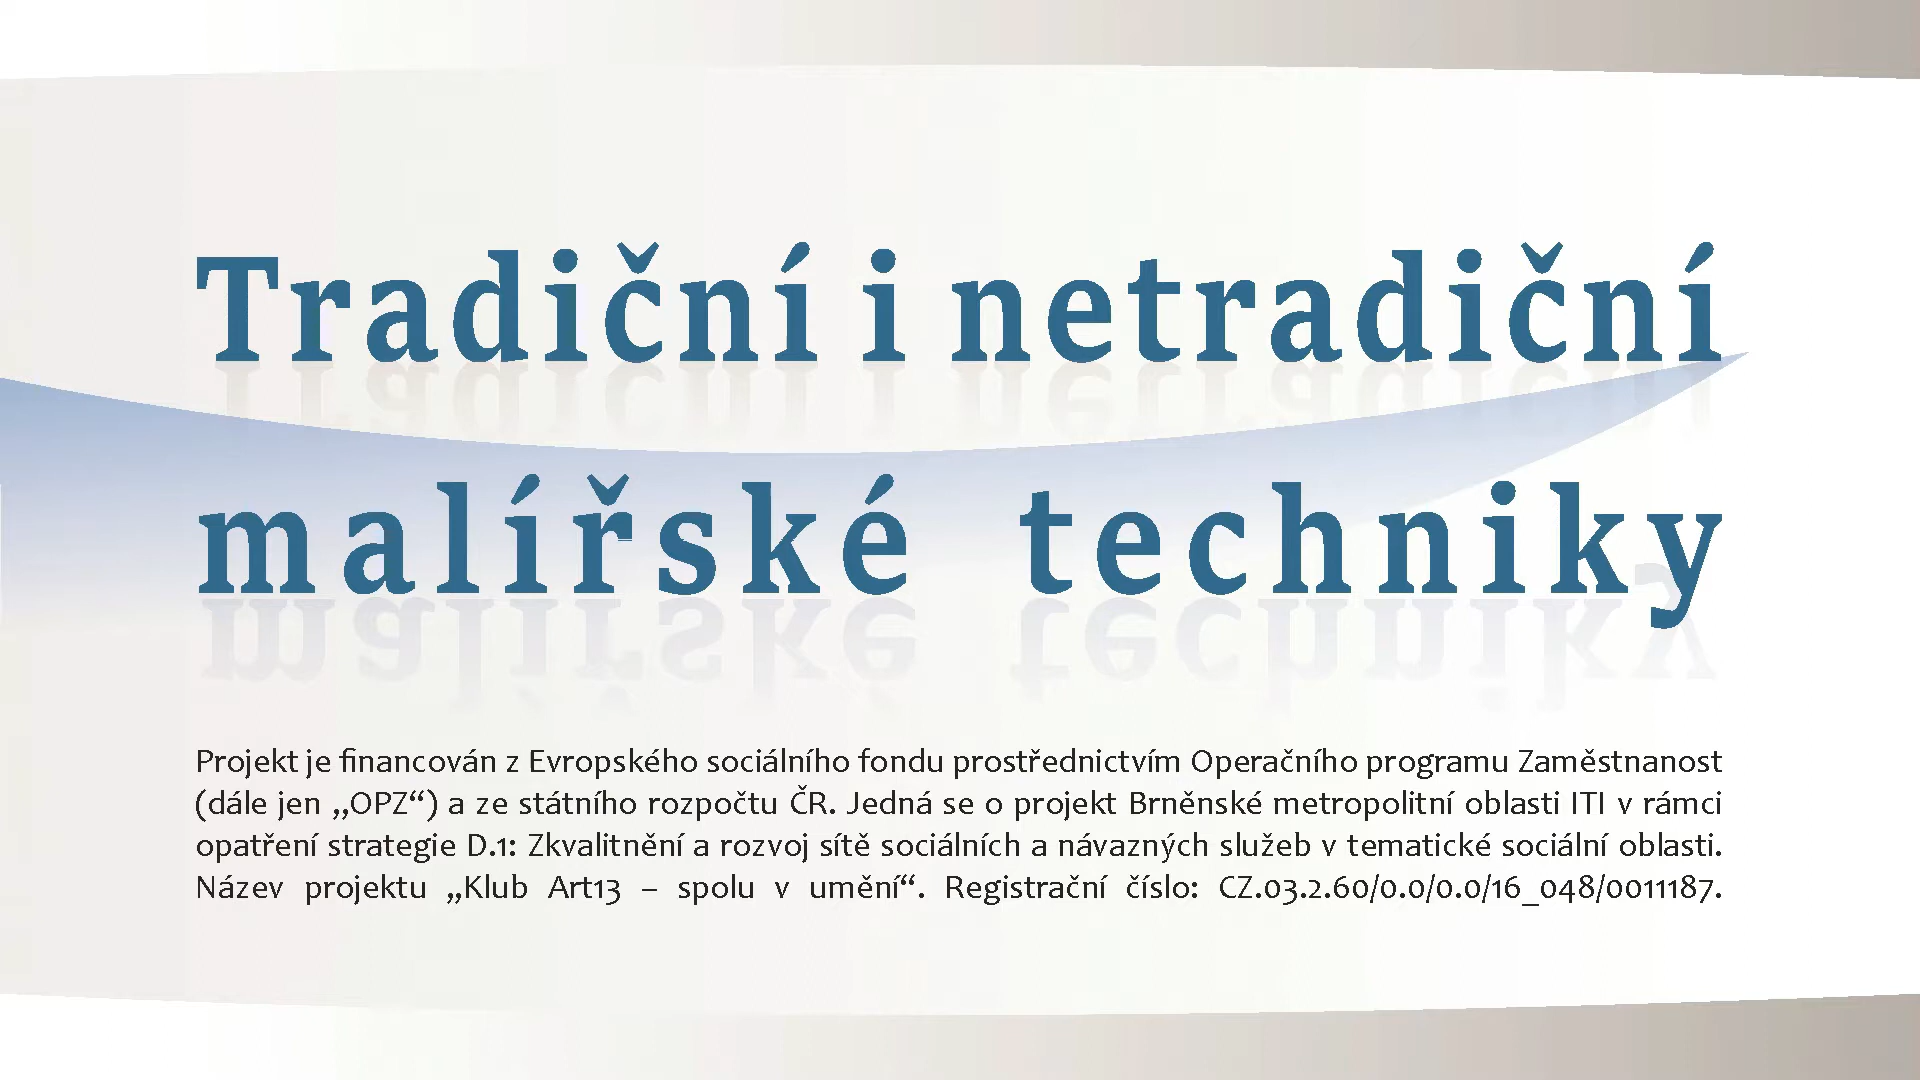 Tradiční i netradiční
malířské techniky
Projekt je financován z Evropského sociálního fondu prostřednictvím Operačního programu Zaměstnanost
(dále jen „OPZ“) a ze státního rozpočtu ČR. Jedná se o projekt Brněnské metropolitní oblasti ITI v rámci
opatření strategie D.1: Zkvalitnění a rozvoj sítě sociálních a návazných služeb v tematické sociální oblasti.
Název projektu „Klub Art13 – spolu v umění“. Registrační číslo: CZ.03.2.60/0.0/0.0/16_048/0011187.